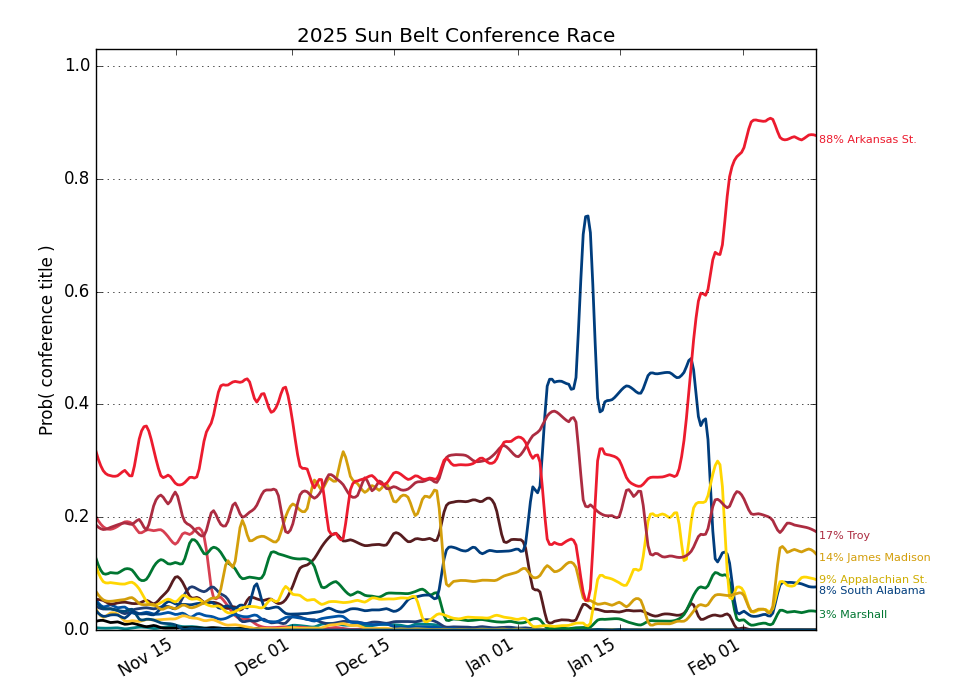 2025 Sun Belt Conference Race
1.0
0.8
0.6
0.4
0.2
0.0
Prob( conference title )
Nov 15
Dec 01
Dec 15
Jan 01
Jan 15
Feb 01
88% Arkansas St.
17% Troy
14% James Madison
9% Appalachian St.
8% South Alabama
3% Marshall